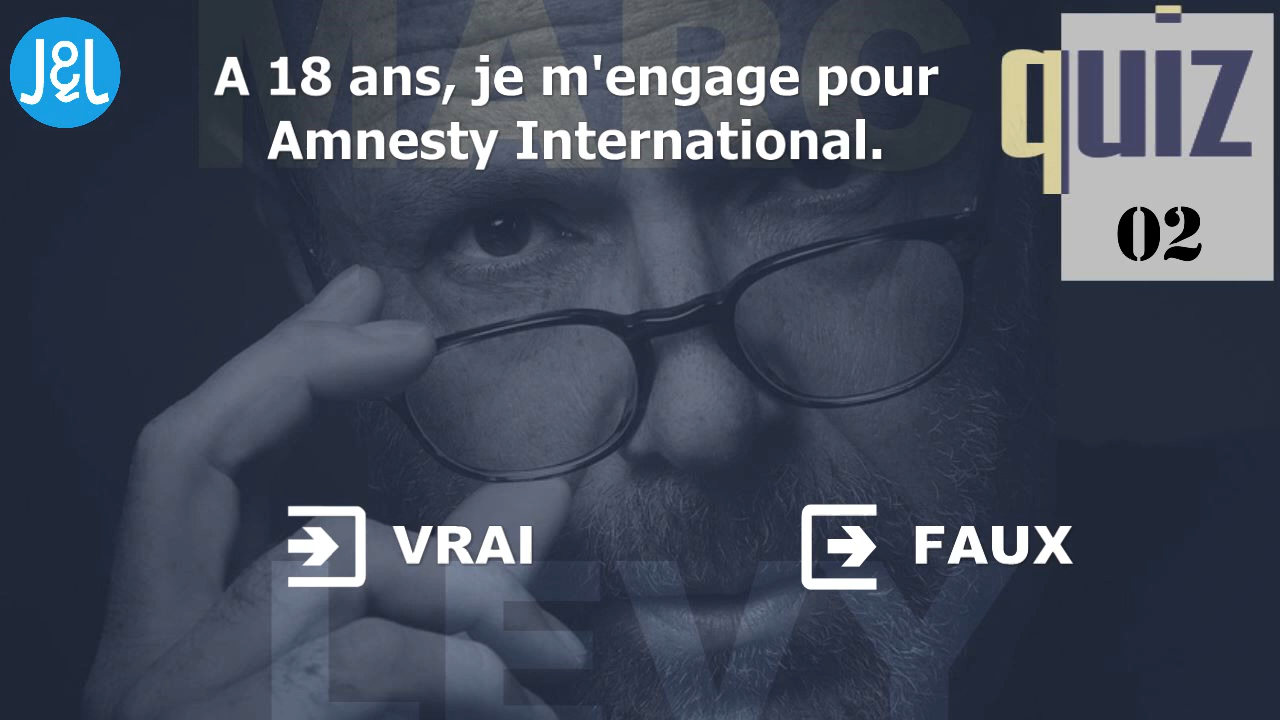 MARC
J&L
A 18 ans, je m'engage pour
Amnesty International.
quiz
02
VRAI
FAUX
LEVY